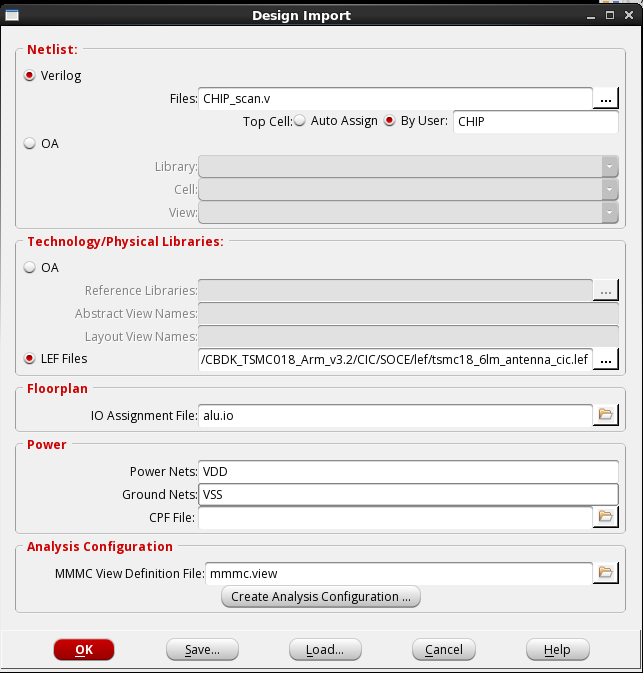 Design Import
Netlist:
Verilog
Files: CHIP_scan.v ...
Top Cell: Auto Assign By User: CHIP
OA
Library:
Cell:
View:
Technology/Physical Libraries:
OA
Reference Libraries: ...
Abstract View Names:
Layout View Names:
LEF Files /CBDK_TSMC018_Arm_v3.2/CIC/SOCE/lef/tsmc18_6lm_antenna_cic.lef ...
Floorplan
IO Assignment File: alu.io
Power
Power Nets: VDD
Ground Nets: VSS
CPF File:
Analysis Configuration
MMMC View Definition File: mmmc.view
Create Analysis Configuration ...
OK Save... Load... Cancel Help